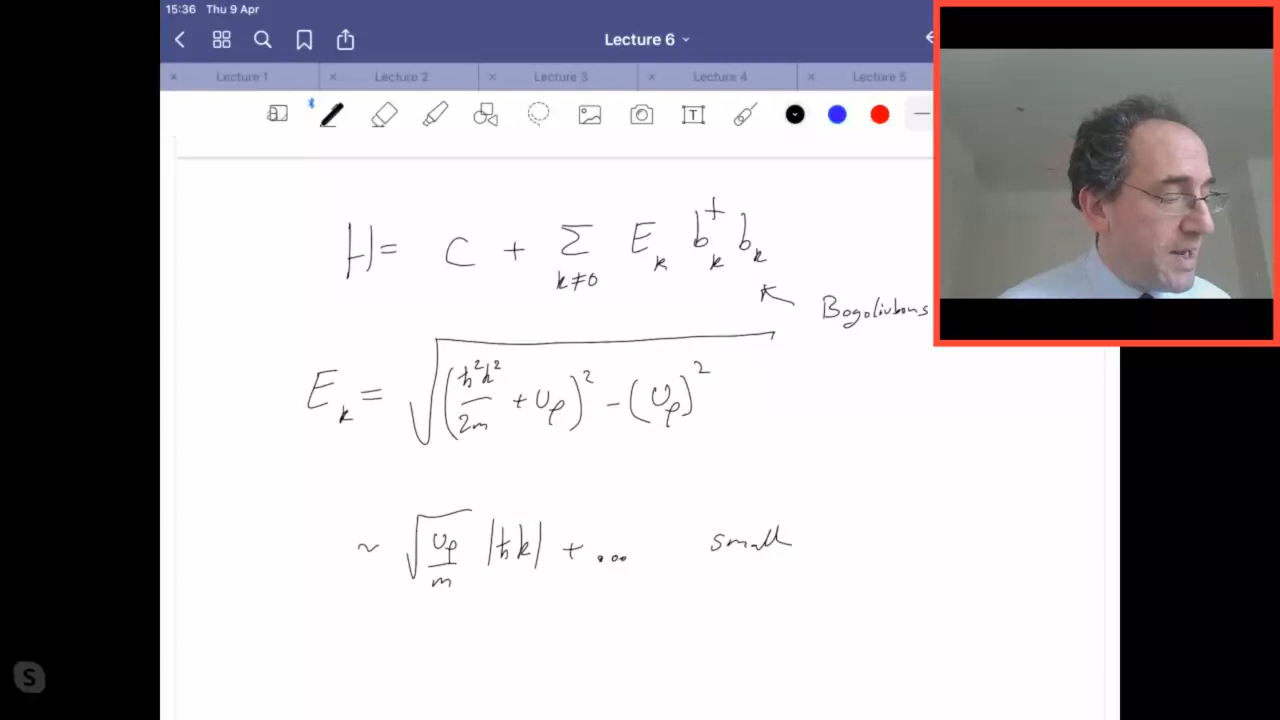 15:36 Thu 9 Apr
Lecture 6
Lecture 1 Lecture 2 Lecture 3 Lecture 4 Lecture 5
T
H = C + Σ_{k≠0} E_k b_k^† b_k
Bogoliubons
E_k = √((ħ²k²/2m + Uρ)² - (Uρ)²)
~ √(Uρ/m) |ħk| + ... small
S